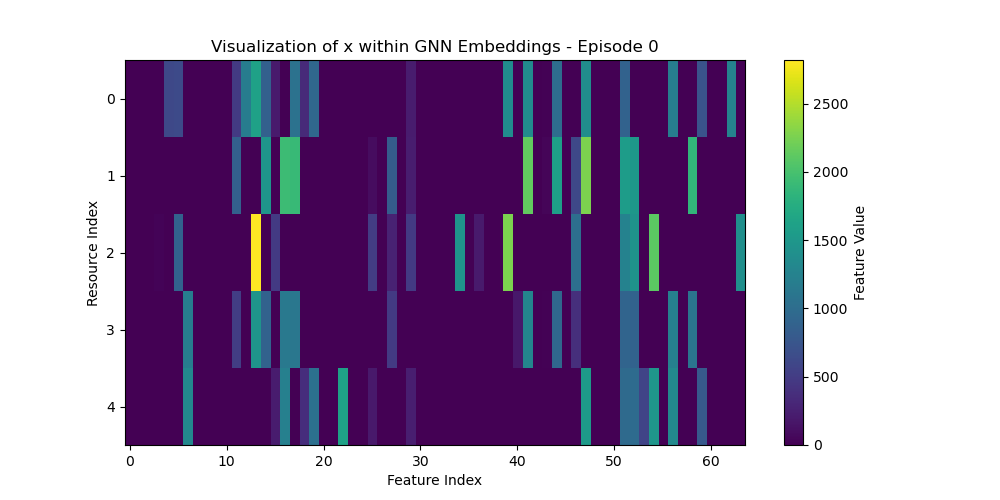 Visualization of x within GNN Embeddings - Episode 0
Resource Index
0
1
2
3
4
0 10 20 30 40 50 60
Feature Index
2500
2000
1500
1000
500
0
Feature Value